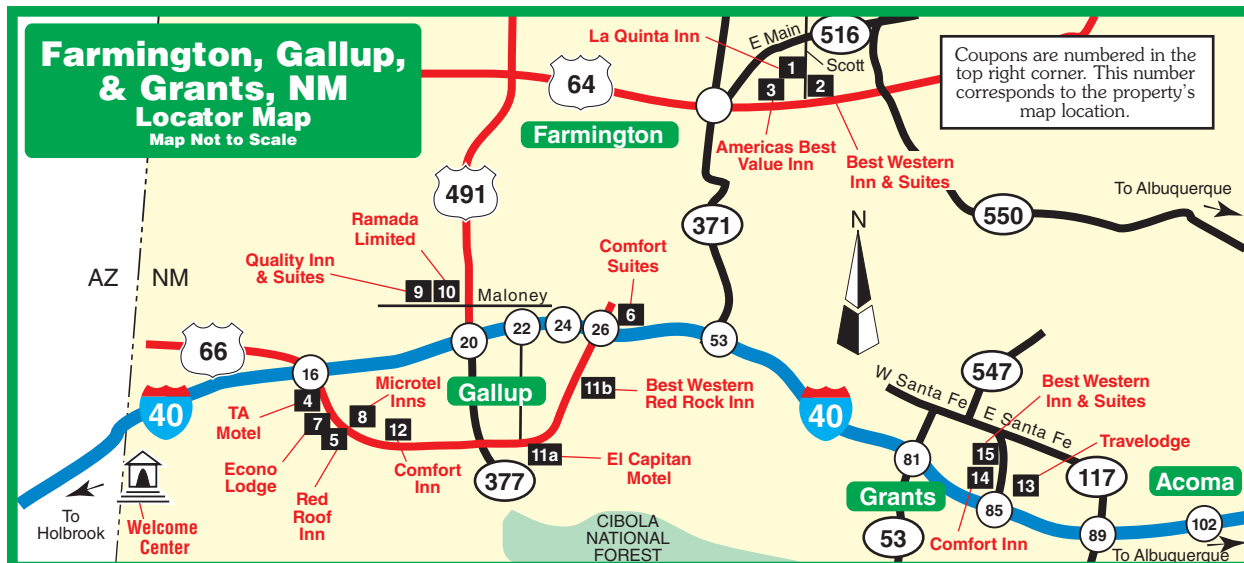 Farmington, Gallup,
& Grants, NM
Locator Map
Map Not to Scale
Coupons are numbered in the
top right corner. This number
corresponds to the property's
map location.
La Quinta Inn
E Main
516
Scott
1
2
3
64
Farmington
Americas Best
Value Inn
Best Western
Inn & Suites
491
371
550
To Albuquerque
N
Ramada
Limited
Quality Inn
& Suites
9
10
Maloney
Comfort
Suites
6
AZ
NM
66
16
20
22
24
26
53
40
Gallup
4
TA
Motel
7
5
8
Microtel
Inns
12
11b
Best Western
Red Rock Inn
11a
El Capitan
Motel
Econo
Lodge
Red
Roof
Inn
Comfort
Inn
377
To
Holbrook
Welcome
Center
CIBOLA
NATIONAL
FOREST
40
W Santa Fe
E Santa Fe
547
Best Western
Inn & Suites
Travelodge
15
14
13
81
85
89
102
117
Grants
Acoma
53
Comfort Inn
To Albuquerque